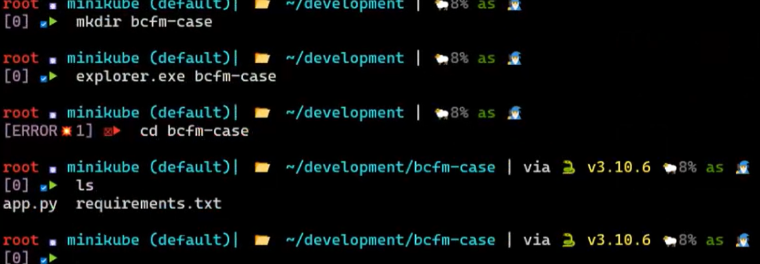 root minikube (default)| ~/development | 8% as
[0] mkdir bcfm-case
root minikube (default)| ~/development | 8% as
[0] explorer.exe bcfm-case
root minikube (default)| ~/development | 8% as
[ERROR 1] cd bcfm-case
root minikube (default)| ~/development/bcfm-case | via v3.10.6 8% as
[0] ls
app.py requirements.txt
root minikube (default)| ~/development/bcfm-case | via v3.10.6 8% as
[0]